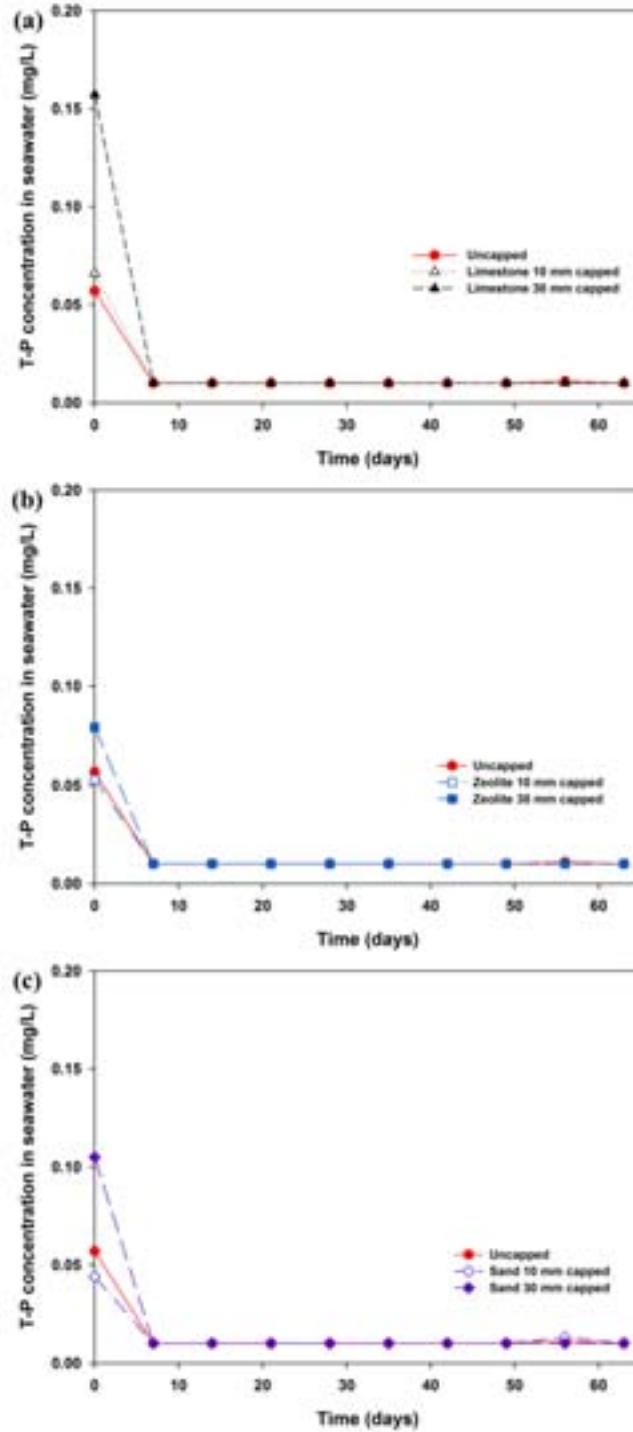 (a)
0.20
0.15
0.10
0.05
0.00
T-P concentration in seawater (mg/L)
Uncapped
Limestone 10 mm capped
Limestone 30 mm capped
0 10 20 30 40 50 60
Time (days)
(b)
0.20
0.15
0.10
0.05
0.00
T-P concentration in seawater (mg/L)
Uncapped
Zeolite 10 mm capped
Zeolite 30 mm capped
0 10 20 30 40 50 60
Time (days)
(c)
0.20
0.15
0.10
0.05
0.00
T-P concentration in seawater (mg/L)
Uncapped
Sand 10 mm capped
Sand 30 mm capped
0 10 20 30 40 50 60
Time (days)